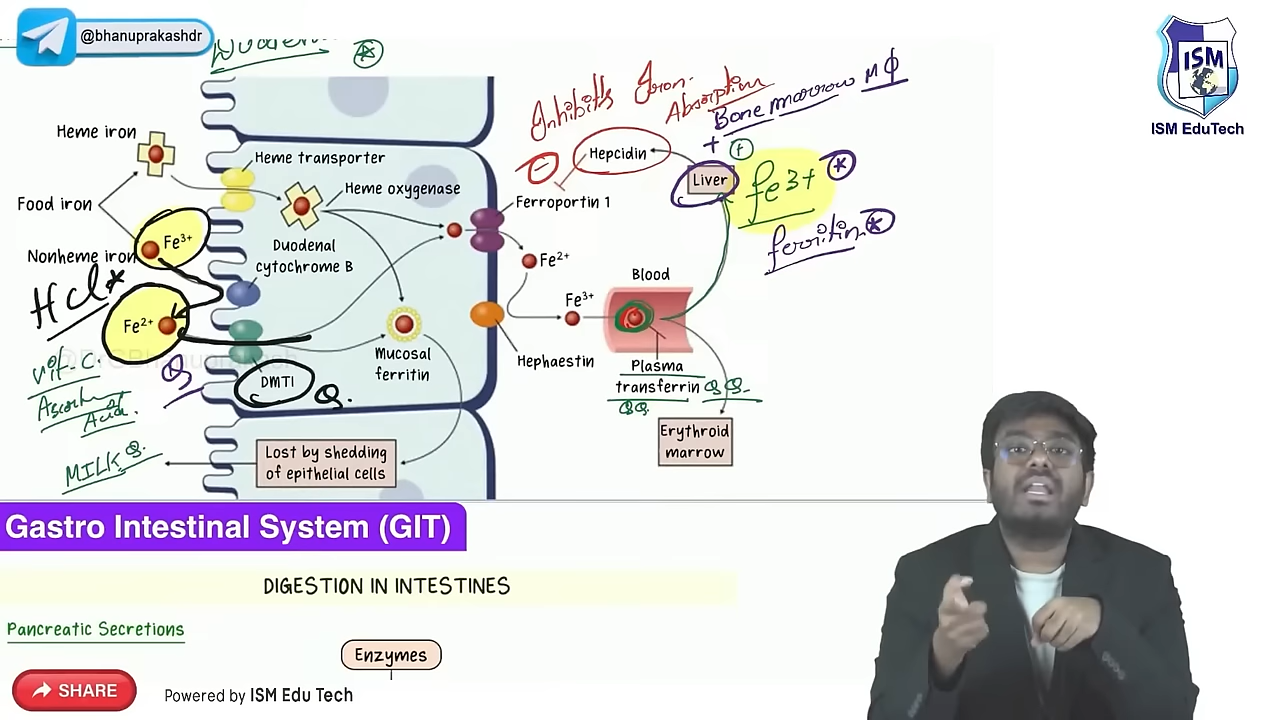 @bhanuprakashdr
ISM
ISM EduTech
Inhibits Iron
Absorption
Bone marrow MΦ
Heme iron
Heme transporter
Hepcidin
+
+
Liver
Fe3+
Heme oxygenase
Ferroportin 1
Food iron
Fe³⁺
Ferritin
Duodenal
cytochrome B
Nonheme iron
Fe²⁺
Blood
HCl
Fe³⁺
Fe²⁺
Mucosal
ferritin
Hephaestin
Plasma
transferrin
DMT1
vit C
Ascorbic
Acid
MILK
Erythroid
marrow
Lost by shedding
of epithelial cells
Gastro Intestinal System (GIT)
DIGESTION IN INTESTINES
Pancreatic Secretions
Enzymes
SHARE
Powered by ISM Edu Tech